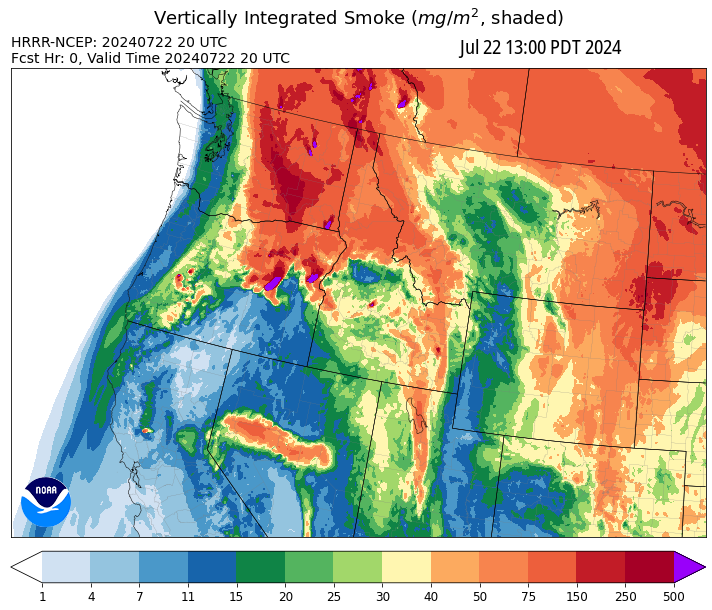 Vertically Integrated Smoke (mg/m², shaded)
HRRR-NCEP: 20240722 20 UTC
Jul 22 13:00 PDT 2024
Fcst Hr: 0, Valid Time 20240722 20 UTC
NOAA
1 4 7 11 15 20 25 30 40 50 75 150 250 500